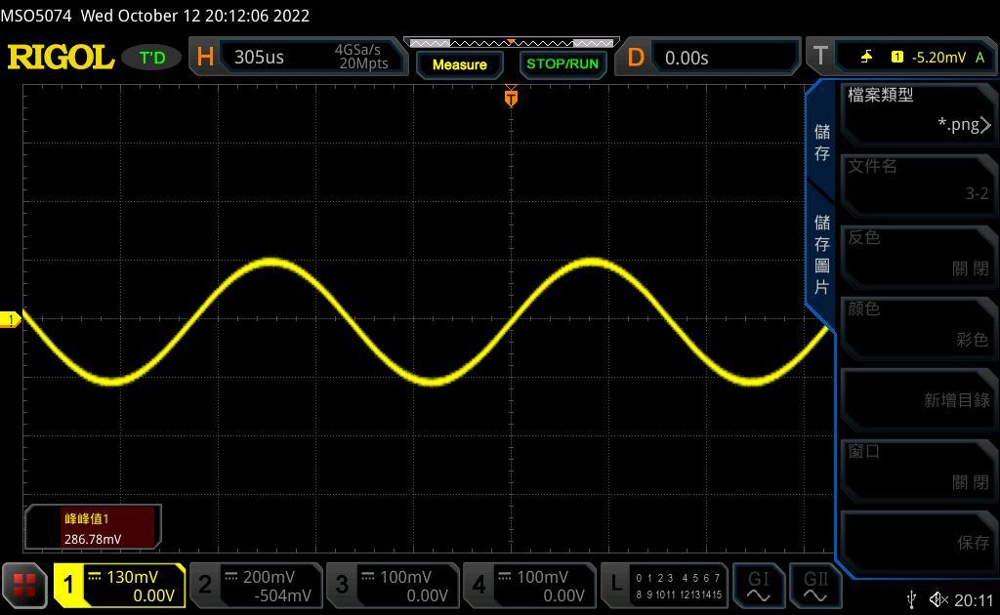 MSO5074 Wed October 12 20:12:06 2022
RIGOL
T'D
H
305us
4GSa/s
20Mpts
Measure
STOP/RUN
D
0.00s
T
1
-5.20mV
A
T
儲存
儲存圖片
檔案類型
*.png
文件名
3-2
反色
關閉
颜色
彩色
新增目錄
窗口
關閉
保存
1
峰峰值1
286.78mV
1
130mV
0.00V
2
200mV
-504mV
3
100mV
0.00V
4
100mV
0.00V
L
0 1 2 3 4 5 6 7
8 9 10 11 12 13 14 15
GI
GII
20:11